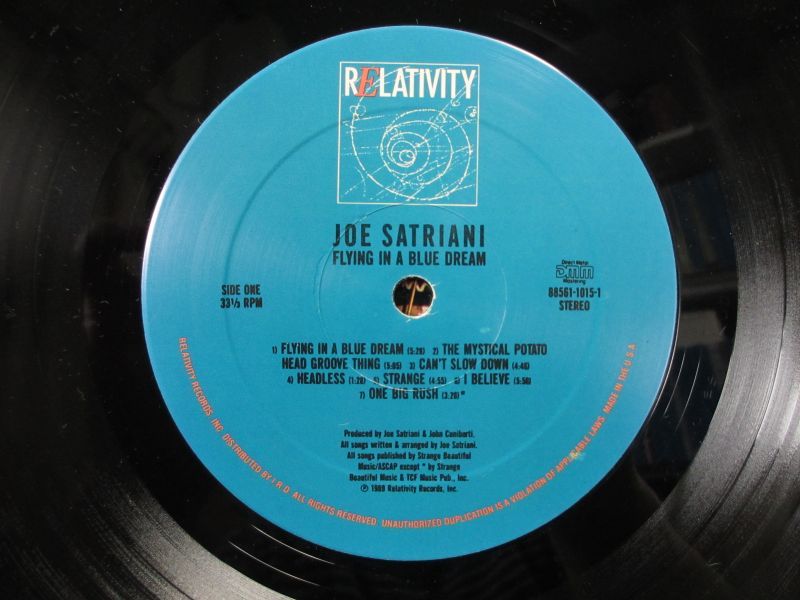 RELATIVITY
JOE SATRIANI
FLYING IN A BLUE DREAM
SIDE ONE
33⅓ RPM
Direct Metal
DMM
Mastering
88561-1015-1
STEREO
1) FLYING IN A BLUE DREAM (5:20) 2) THE MYSTICAL POTATO
HEAD GROOVE THING (5:05) 3) CAN'T SLOW DOWN (4:46)
4) HEADLESS (1:28) 5) STRANGE (4:55) 6) I BELIEVE (5:50)
7) ONE BIG RUSH (3:20)*
Produced by Joe Satriani & John Cuniberti.
All songs written & arranged by Joe Satriani.
All songs published by Strange Beautiful
Music/ASCAP except * by Strange
Beautiful Music & TCF Music Pub., Inc.
℗ 1989 Relativity Records, Inc.
RELATIVITY RECORDS, INC. DISTRIBUTED BY I.R.D. ALL RIGHTS RESERVED. UNAUTHORIZED DUPLICATION IS A VIOLATION OF APPLICABLE LAWS. MADE IN THE U.S.A.